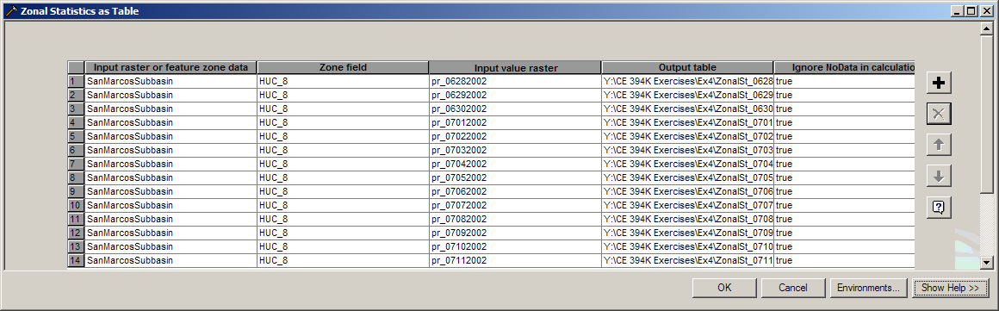 Zonal Statistics as Table
Input raster or feature zone data Zone field Input value raster Output table Ignore NoData in calculatio
1 SanMarcosSubbasin HUC_8 pr_06282002 Y:\CE 394K Exercises\Ex4\ZonalSt_0628 true
2 SanMarcosSubbasin HUC_8 pr_06292002 Y:\CE 394K Exercises\Ex4\ZonalSt_0629 true
3 SanMarcosSubbasin HUC_8 pr_06302002 Y:\CE 394K Exercises\Ex4\ZonalSt_0630 true
4 SanMarcosSubbasin HUC_8 pr_07012002 Y:\CE 394K Exercises\Ex4\ZonalSt_0701 true
5 SanMarcosSubbasin HUC_8 pr_07022002 Y:\CE 394K Exercises\Ex4\ZonalSt_0702 true
6 SanMarcosSubbasin HUC_8 pr_07032002 Y:\CE 394K Exercises\Ex4\ZonalSt_0703 true
7 SanMarcosSubbasin HUC_8 pr_07042002 Y:\CE 394K Exercises\Ex4\ZonalSt_0704 true
8 SanMarcosSubbasin HUC_8 pr_07052002 Y:\CE 394K Exercises\Ex4\ZonalSt_0705 true
9 SanMarcosSubbasin HUC_8 pr_07062002 Y:\CE 394K Exercises\Ex4\ZonalSt_0706 true
10 SanMarcosSubbasin HUC_8 pr_07072002 Y:\CE 394K Exercises\Ex4\ZonalSt_0707 true
11 SanMarcosSubbasin HUC_8 pr_07082002 Y:\CE 394K Exercises\Ex4\ZonalSt_0708 true
12 SanMarcosSubbasin HUC_8 pr_07092002 Y:\CE 394K Exercises\Ex4\ZonalSt_0709 true
13 SanMarcosSubbasin HUC_8 pr_07102002 Y:\CE 394K Exercises\Ex4\ZonalSt_0710 true
14 SanMarcosSubbasin HUC_8 pr_07112002 Y:\CE 394K Exercises\Ex4\ZonalSt_0711 true
OK Cancel Environments... Show Help >>